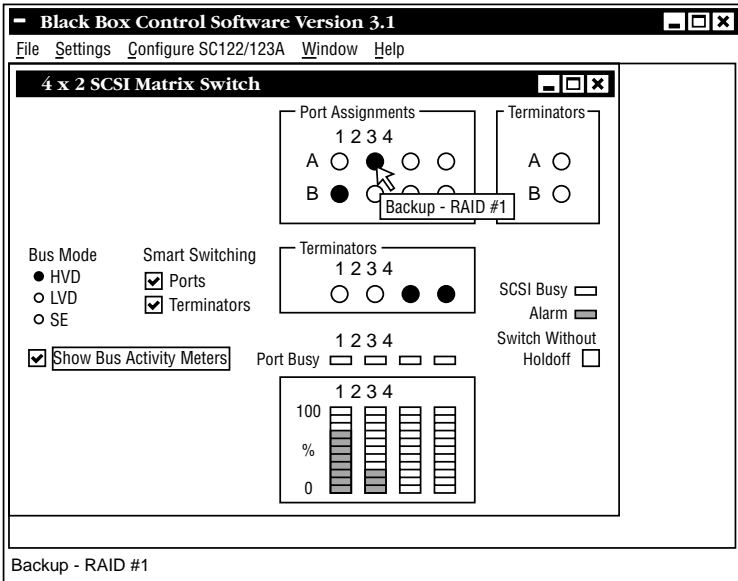 Black Box Control Software Version 3.1
File Settings Configure SC122/123A Window Help
4 x 2 SCSI Matrix Switch
Port Assignments
1 2 3 4
A
B
Backup - RAID #1
Terminators
A
B
Bus Mode
HVD
LVD
SE
Smart Switching
Ports
Terminators
Terminators
1 2 3 4
SCSI Busy
Alarm
Switch Without
Holdoff
Show Bus Activity Meters
1 2 3 4
Port Busy
1 2 3 4
100
%
0
Backup - RAID #1